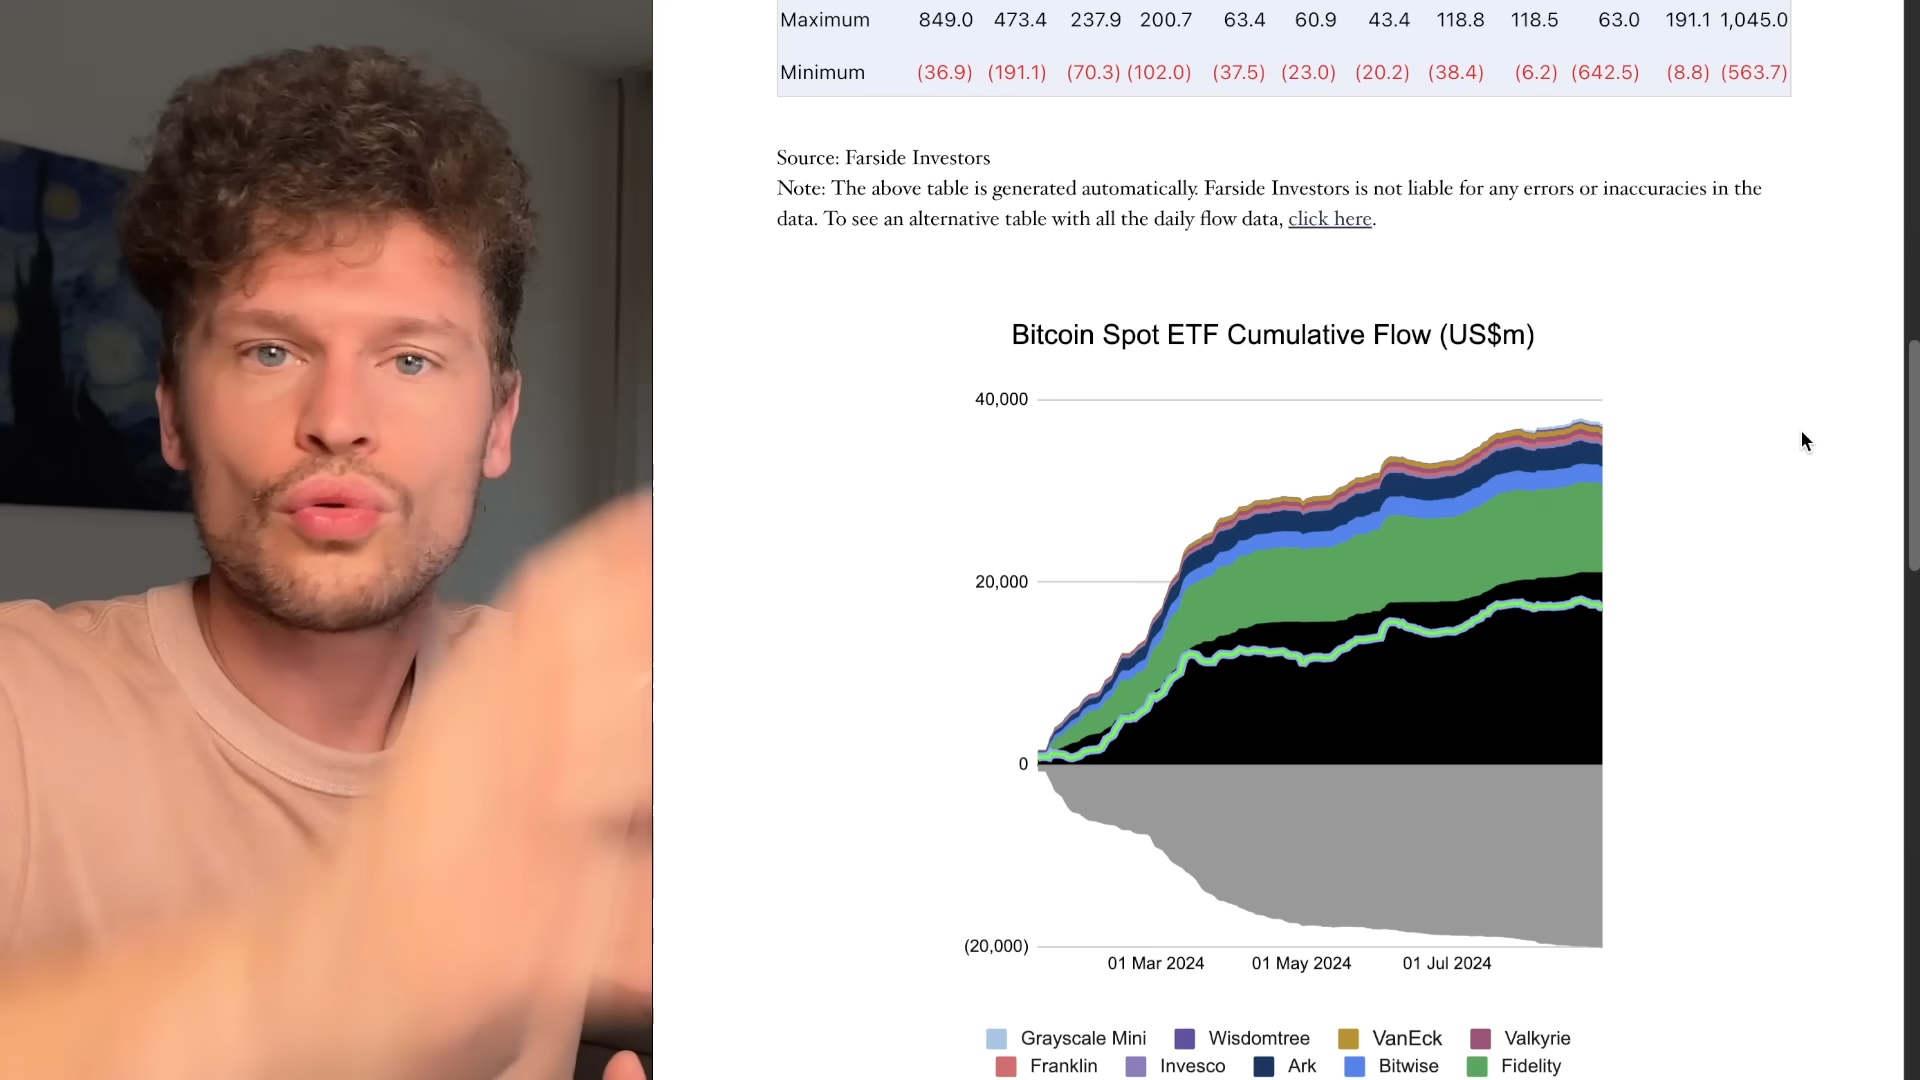 Maximum 849.0 473.4 237.9 200.7 63.4 60.9 43.4 118.8 118.5 63.0 191.1 1,045.0
Minimum (36.9) (191.1) (70.3) (102.0) (37.5) (23.0) (20.2) (38.4) (6.2) (642.5) (8.8) (563.7)
Source: Farside Investors
Note: The above table is generated automatically. Farside Investors is not liable for any errors or inaccuracies in the
data. To see an alternative table with all the daily flow data, click here.
Bitcoin Spot ETF Cumulative Flow (US$m)
40,000
20,000
0
(20,000)
01 Mar 2024 01 May 2024 01 Jul 2024
Grayscale Mini Wisdomtree VanEck Valkyrie
Franklin Invesco Ark Bitwise Fidelity